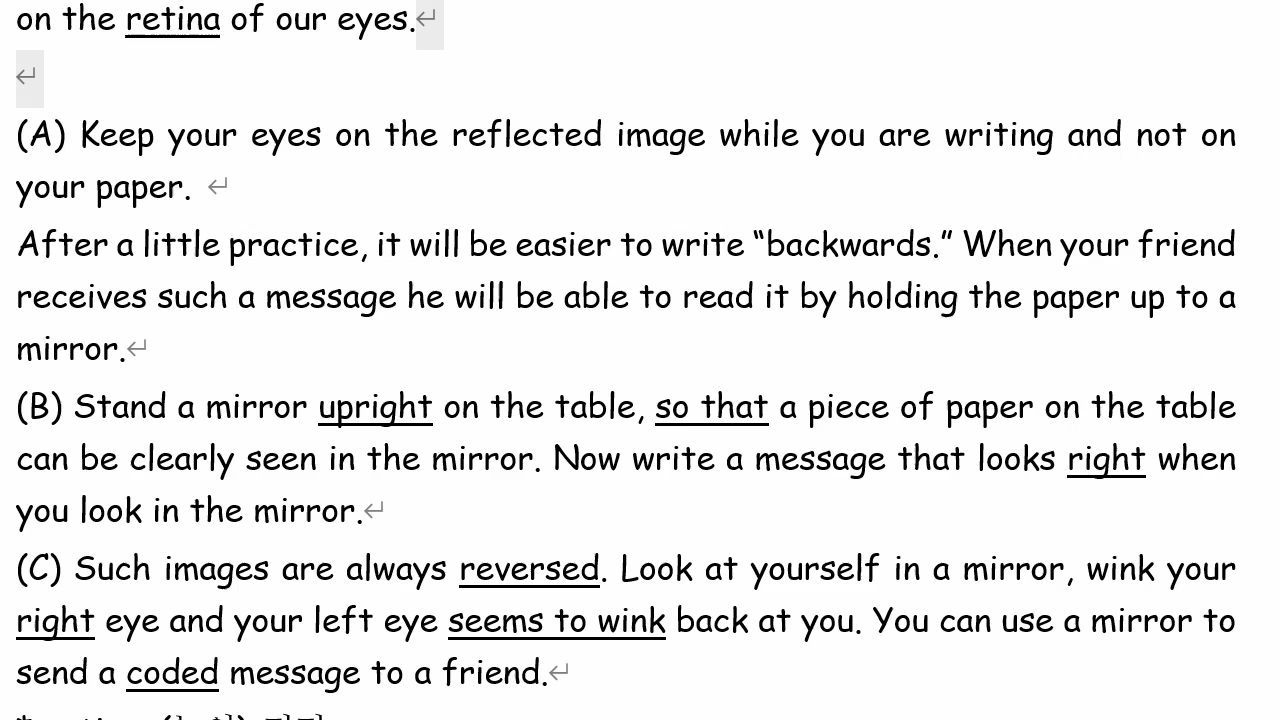 on the retina of our eyes.
(A) Keep your eyes on the reflected image while you are writing and not on
your paper.
After a little practice, it will be easier to write “backwards.” When your friend
receives such a message he will be able to read it by holding the paper up to a
mirror.
(B) Stand a mirror upright on the table, so that a piece of paper on the table
can be clearly seen in the mirror. Now write a message that looks right when
you look in the mirror.
(C) Such images are always reversed. Look at yourself in a mirror, wink your
right eye and your left eye seems to wink back at you. You can use a mirror to
send a coded message to a friend.